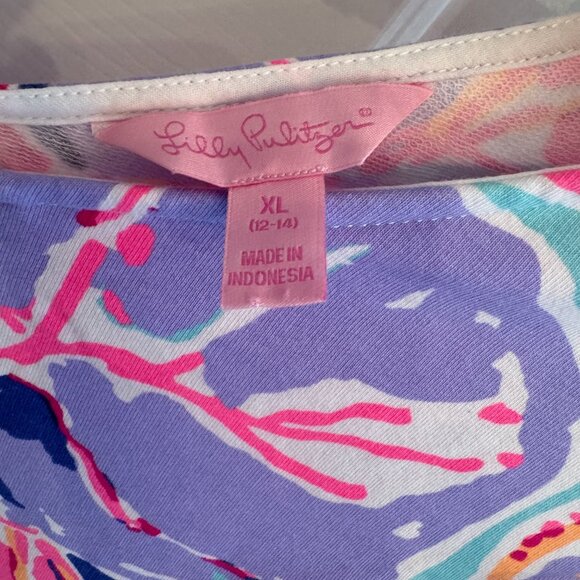 Lilly Pulitzer®
XL
(12-14)
MADE IN
INDONESIA